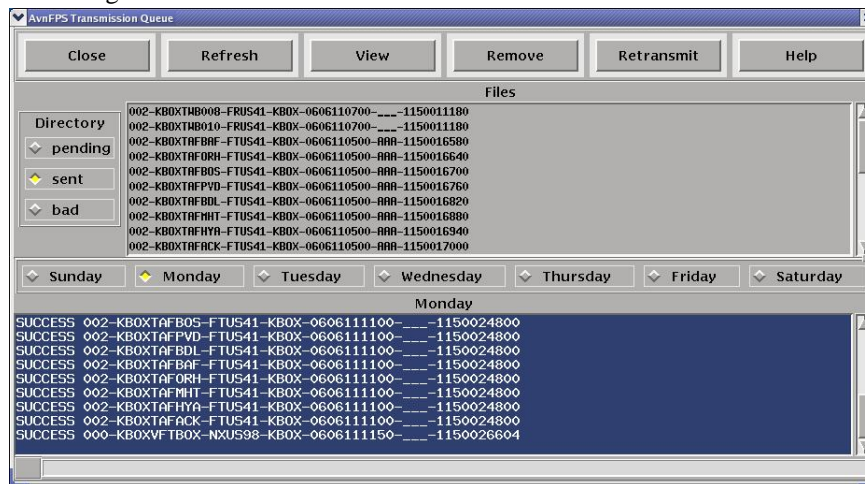 AvnFPS Transmission Queue
Close Refresh View Remove Retransmit Help
Files
Directory
pending
sent
bad
002-KBOXTWB008-FRUS41-KBOX-0606110700-___-1150011180
002-KBOXTWB010-FRUS41-KBOX-0606110700-___-1150011180
002-KBOXTAFBAF-FTUS41-KBOX-0606110500-AAA-1150016580
002-KBOXTAFORH-FTUS41-KBOX-0606110500-AAA-1150016640
002-KBOXTAFBOS-FTUS41-KBOX-0606110500-AAA-1150016700
002-KBOXTAFPVD-FTUS41-KBOX-0606110500-AAA-1150016760
002-KBOXTAFBDL-FTUS41-KBOX-0606110500-AAA-1150016820
002-KBOXTAFMHT-FTUS41-KBOX-0606110500-AAA-1150016880
002-KBOXTAFHYA-FTUS41-KBOX-0606110500-AAA-1150016940
002-KBOXTAFACK-FTUS41-KBOX-0606110500-AAA-1150017000
Sunday Monday Tuesday Wednesday Thursday Friday Saturday
Monday
SUCCESS 002-KBOXTAFBOS-FTUS41-KBOX-0606111100-___-1150024800
SUCCESS 002-KBOXTAFPVD-FTUS41-KBOX-0606111100-___-1150024800
SUCCESS 002-KBOXTAFBDL-FTUS41-KBOX-0606111100-___-1150024800
SUCCESS 002-KBOXTAFBAF-FTUS41-KBOX-0606111100-___-1150024800
SUCCESS 002-KBOXTAFORH-FTUS41-KBOX-0606111100-___-1150024800
SUCCESS 002-KBOXTAFMHT-FTUS41-KBOX-0606111100-___-1150024800
SUCCESS 002-KBOXTAFHYA-FTUS41-KBOX-0606111100-___-1150024800
SUCCESS 002-KBOXTAFACK-FTUS41-KBOX-0606111100-___-1150024800
SUCCESS 000-KBOXVFTBOX-NXUS98-KBOX-0606111150-___-1150026604